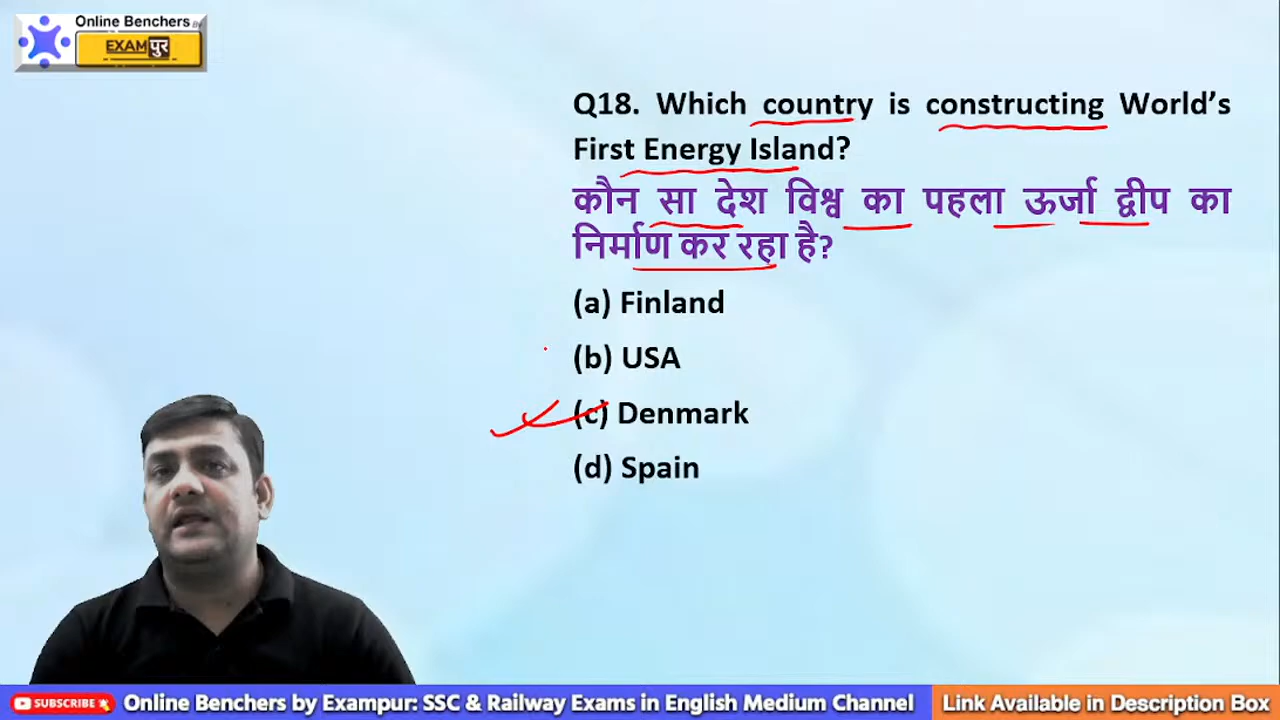 Online Benchers By
EXAMपुर
Q18. Which country is constructing World’s
First Energy Island?
कौन सा देश विश्व का पहला ऊर्जा द्वीप का
निर्माण कर रहा है?
(a) Finland
(b) USA
(c) Denmark
(d) Spain
SUBSCRIBE Online Benchers by Exampur: SSC & Railway Exams in English Medium Channel Link Available in Description Box